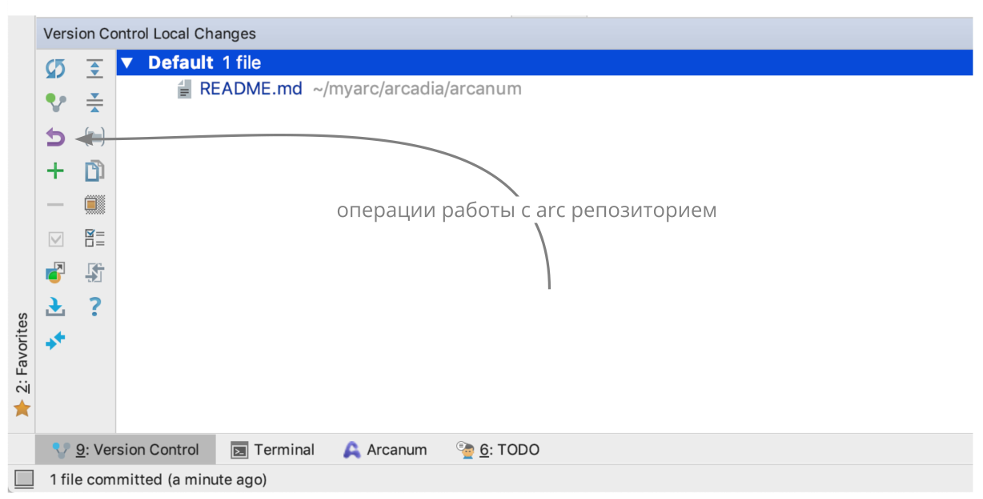 Version Control Local Changes
Default 1 file
README.md ~/myarc/arcadia/arcanum
операции работы с arc репозиторием
2: Favorites
9: Version Control Terminal Arcanum 6: TODO
1 file committed (a minute ago)